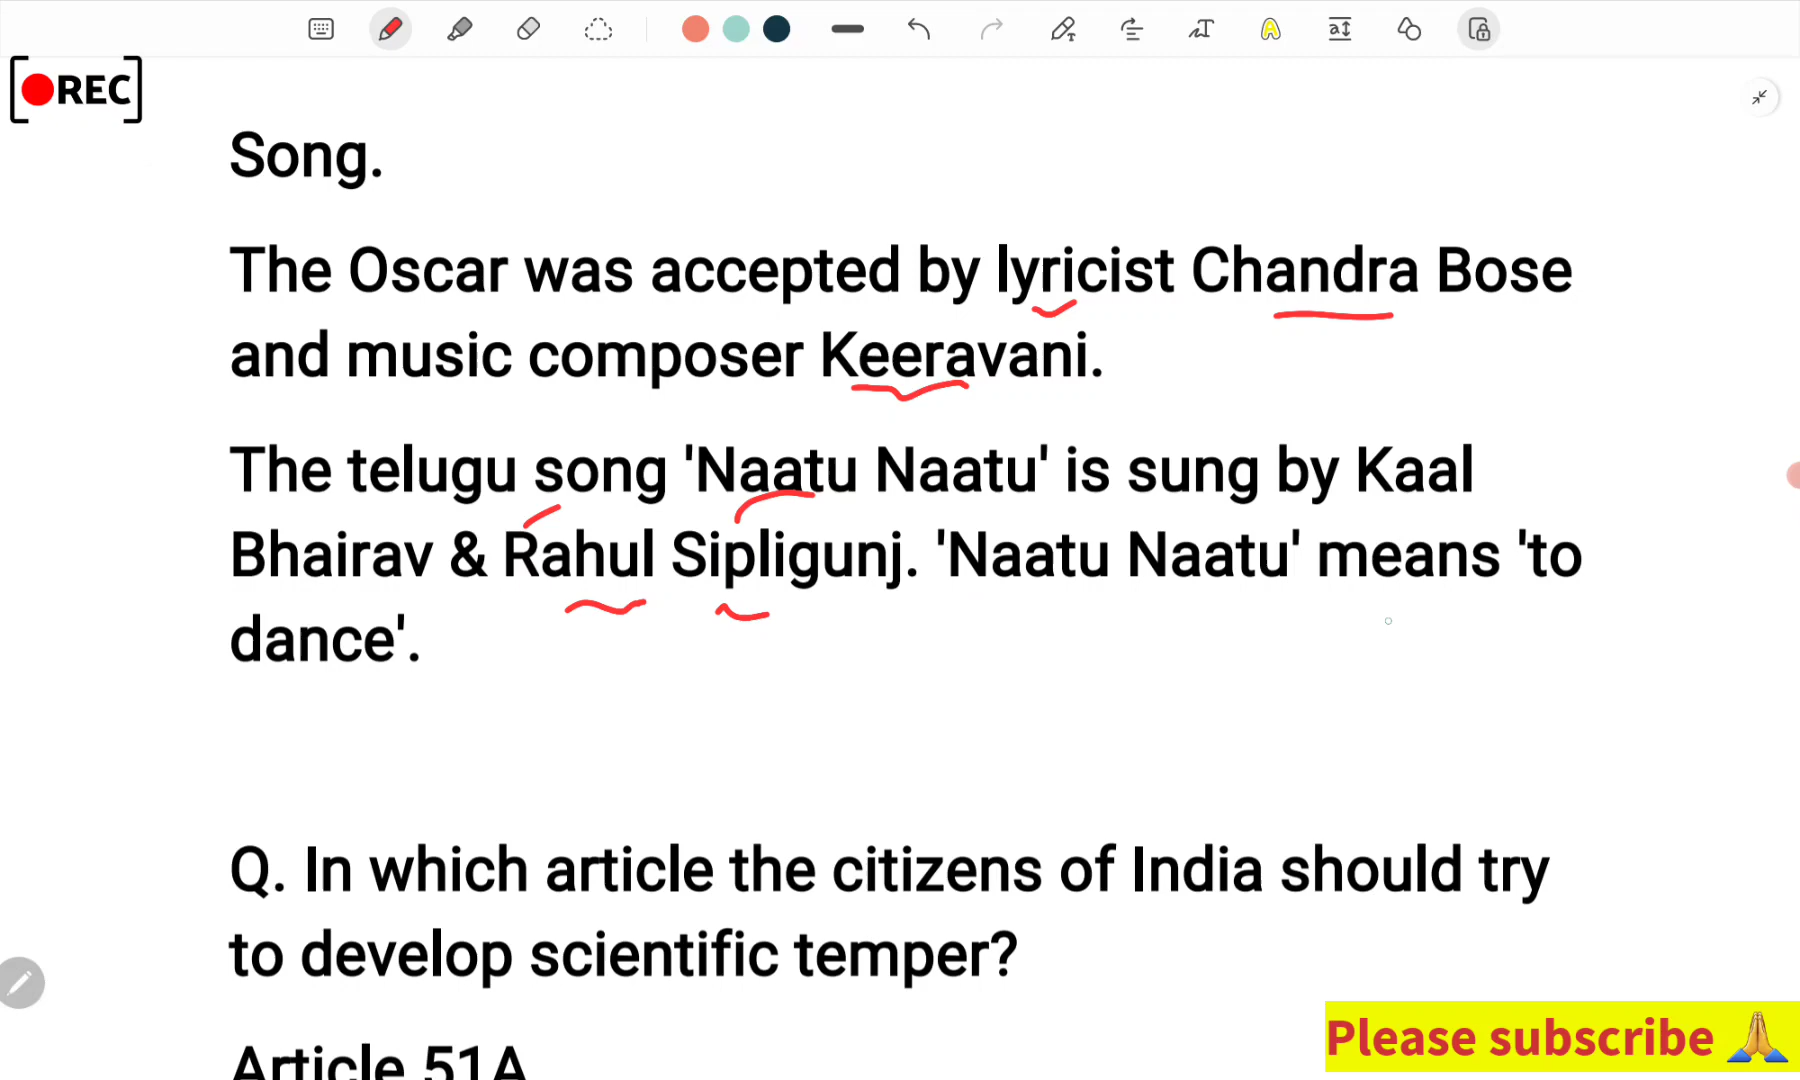 REC
Song.
The Oscar was accepted by lyricist Chandra Bose
and music composer Keeravani.
The telugu song 'Naatu Naatu' is sung by Kaal
Bhairav & Rahul Sipligunj. 'Naatu Naatu' means 'to
dance'.
Q. In which article the citizens of India should try
to develop scientific temper?
Article 51A
Please subscribe 🙏